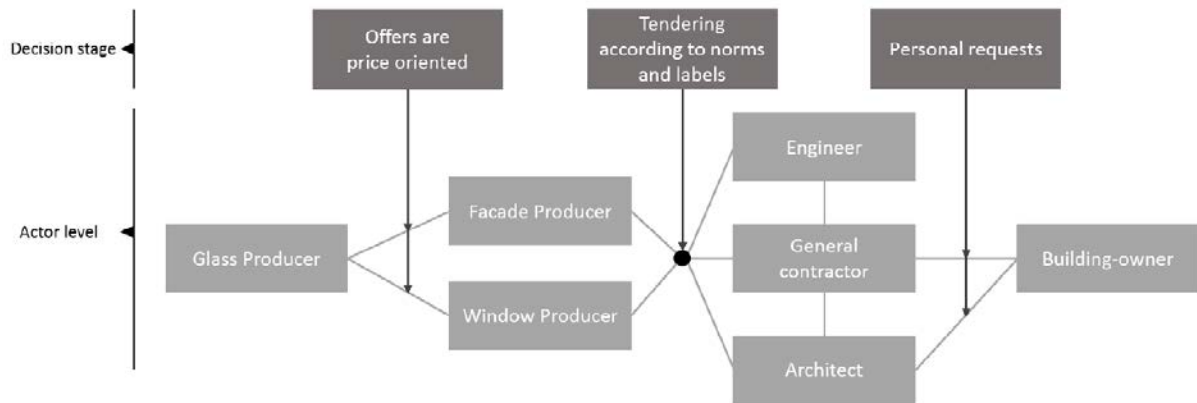 Decision stage
Offers are
price oriented
Tendering
according to norms
and labels
Personal requests
Actor level
Glass Producer
Facade Producer
Window Producer
Engineer
General
contractor
Architect
Building-owner